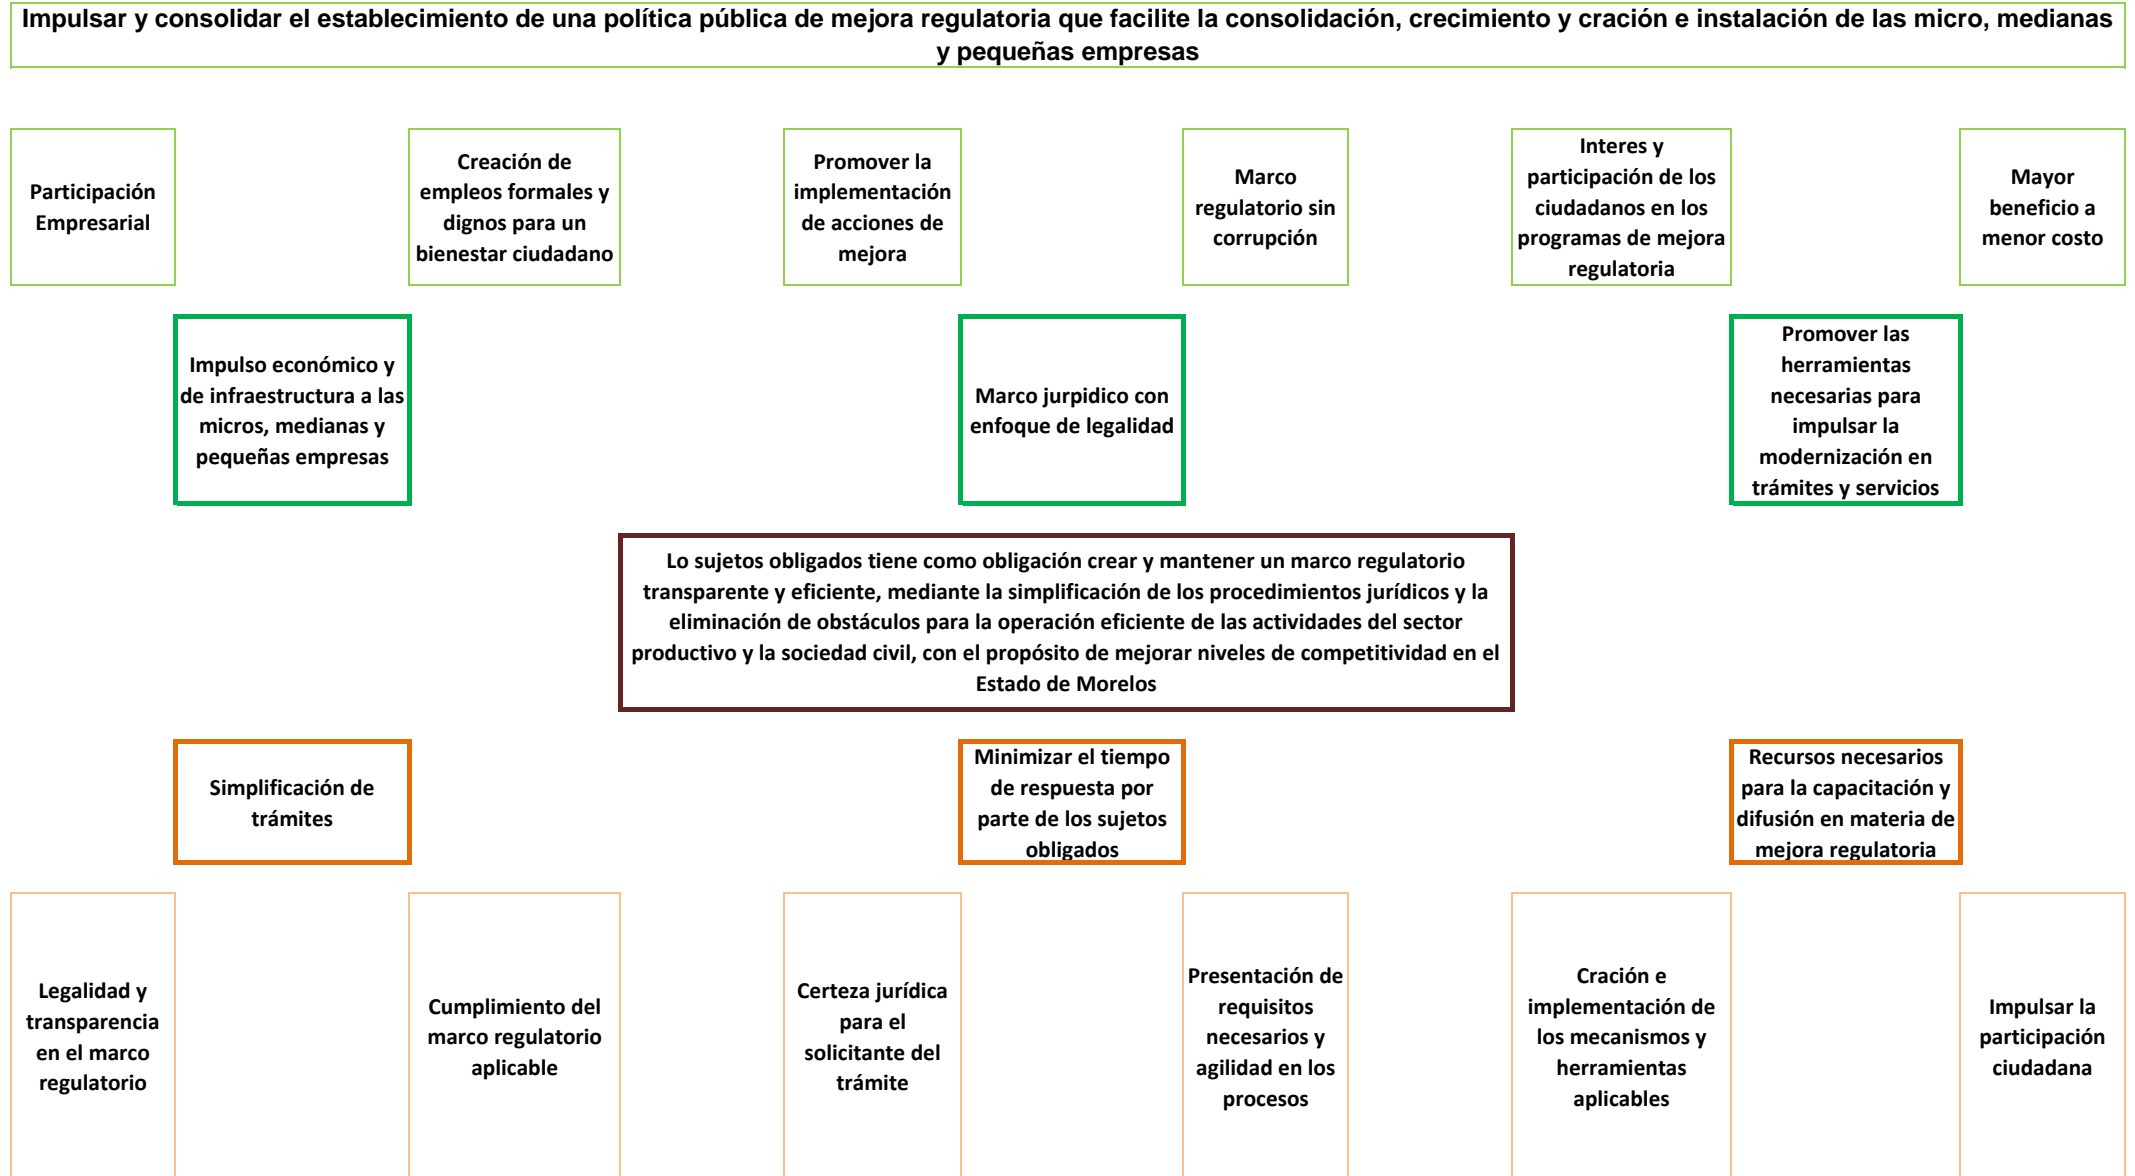 Impulsar y consolidar el establecimiento de una política pública de mejora regulatoria que facilite la consolidación, crecimiento y cración e instalación de las micro, medianas
y pequeñas empresas
Participación
Empresarial
Creación de
empleos formales y
dignos para un
bienestar ciudadano
Promover la
implementación
de acciones de
mejora
Marco
regulatorio sin
corrupción
Interes y
participación de los
ciudadanos en los
programas de mejora
regulatoria
Mayor
beneficio a
menor costo
Impulso económico y
de infraestructura a las
micros, medianas y
pequeñas empresas
Marco jurpidico con
enfoque de legalidad
Promover las
herramientas
necesarias para
impulsar la
modernización en
trámites y servicios
Lo sujetos obligados tiene como obligación crear y mantener un marco regulatorio
transparente y eficiente, mediante la simplificación de los procedimientos jurídicos y la
eliminación de obstáculos para la operación eficiente de las actividades del sector
productivo y la sociedad civil, con el propósito de mejorar niveles de competitividad en el
Estado de Morelos
Simplificación de
trámites
Minimizar el tiempo
de respuesta por
parte de los sujetos
obligados
Recursos necesarios
para la capacitación y
difusión en materia de
mejora regulatoria
Legalidad y
transparencia
en el marco
regulatorio
Cumplimiento del
marco regulatorio
aplicable
Certeza jurídica
para el
solicitante del
trámite
Presentación de
requisitos
necesarios y
agilidad en los
procesos
Cración e
implementación de
los mecanismos y
herramientas
aplicables
Impulsar la
participación
ciudadana